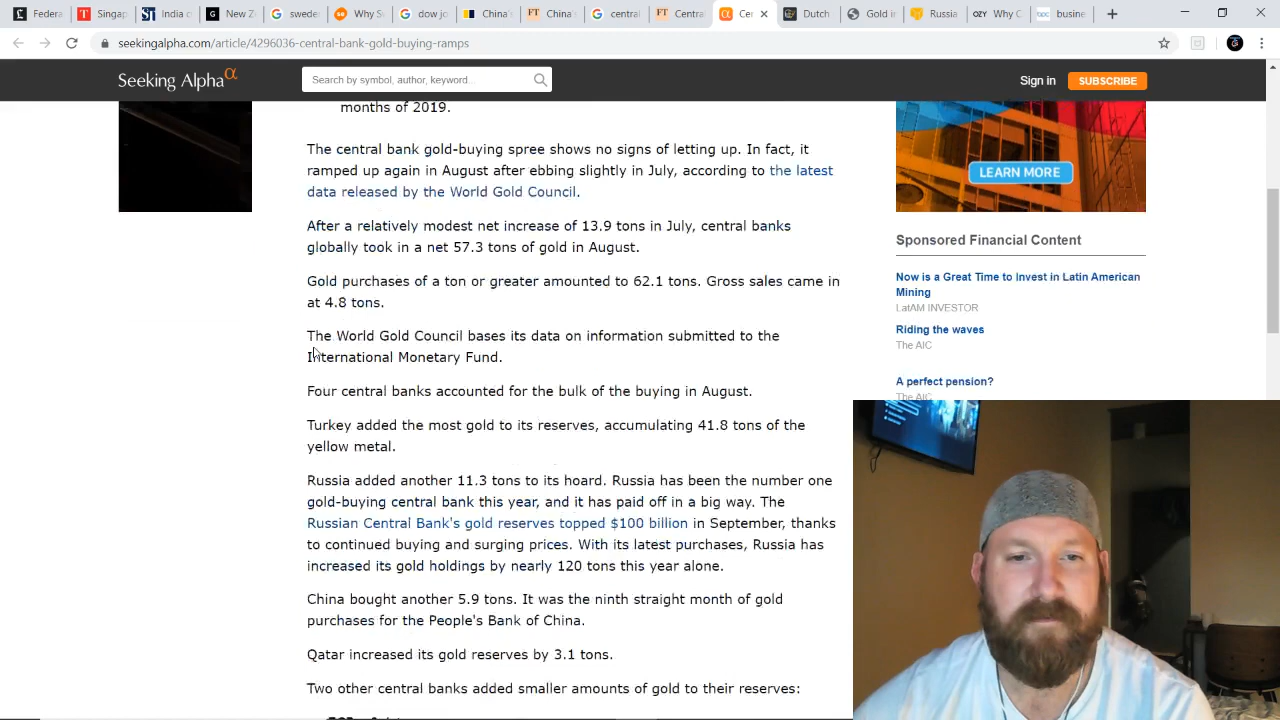 Federa
Singap
India c
New Z
sweder
Why Sw
dow jo
China's
China's
central
Centra
Cer
Dutch
Gold in
Russia
OZY Why C
busine
seekingalpha.com/article/4296036-central-bank-gold-buying-ramps
Seeking Alpha α
Search by symbol, author, keyword...
Sign in
SUBSCRIBE
months of 2019.
The central bank gold-buying spree shows no signs of letting up. In fact, it
ramped up again in August after ebbing slightly in July, according to the latest
data released by the World Gold Council.
After a relatively modest net increase of 13.9 tons in July, central banks
globally took in a net 57.3 tons of gold in August.
Gold purchases of a ton or greater amounted to 62.1 tons. Gross sales came in
at 4.8 tons.
The World Gold Council bases its data on information submitted to the
International Monetary Fund.
Four central banks accounted for the bulk of the buying in August.
Turkey added the most gold to its reserves, accumulating 41.8 tons of the
yellow metal.
Russia added another 11.3 tons to its hoard. Russia has been the number one
gold-buying central bank this year, and it has paid off in a big way. The
Russian Central Bank's gold reserves topped $100 billion in September, thanks
to continued buying and surging prices. With its latest purchases, Russia has
increased its gold holdings by nearly 120 tons this year alone.
China bought another 5.9 tons. It was the ninth straight month of gold
purchases for the People's Bank of China.
Qatar increased its gold reserves by 3.1 tons.
Two other central banks added smaller amounts of gold to their reserves:
LEARN MORE
Sponsored Financial Content
Now is a Great Time to Invest in Latin American
Mining
LatAM INVESTOR
Riding the waves
The AIC
A perfect pension?
The AIC